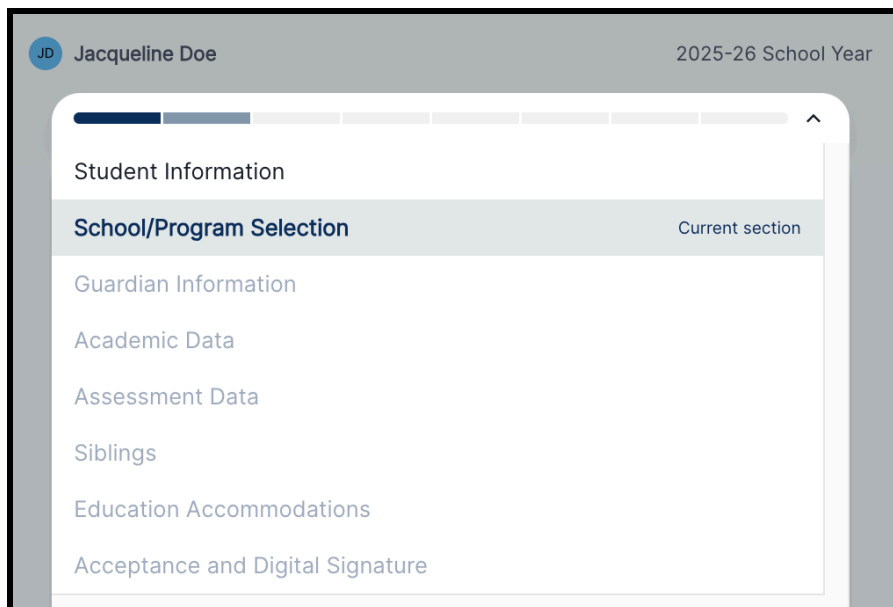 JD Jacqueline Doe 2025-26 School Year
Student Information
School/Program Selection Current section
Guardian Information
Academic Data
Assessment Data
Siblings
Education Accommodations
Acceptance and Digital Signature